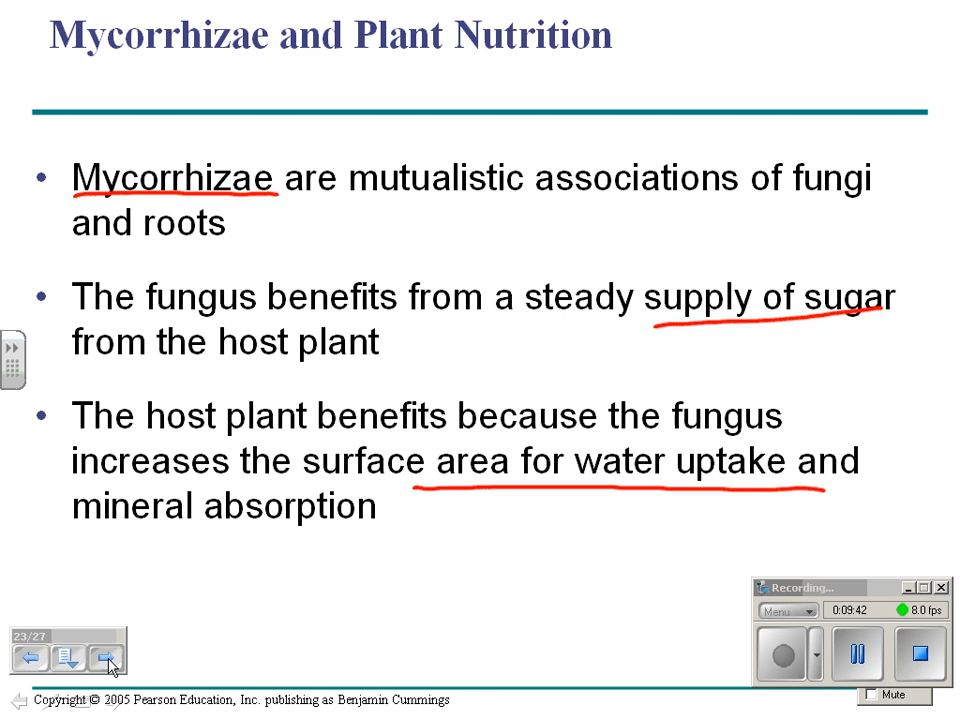 Mycorrhizae and Plant Nutrition
• Mycorrhizae are mutualistic associations of fungi
and roots
• The fungus benefits from a steady supply of sugar
from the host plant
• The host plant benefits because the fungus
increases the surface area for water uptake and
mineral absorption
Recording...
Menu 0:09:42 8.0 fps
23/27
Mute
Copyright © 2005 Pearson Education, Inc. publishing as Benjamin Cummings